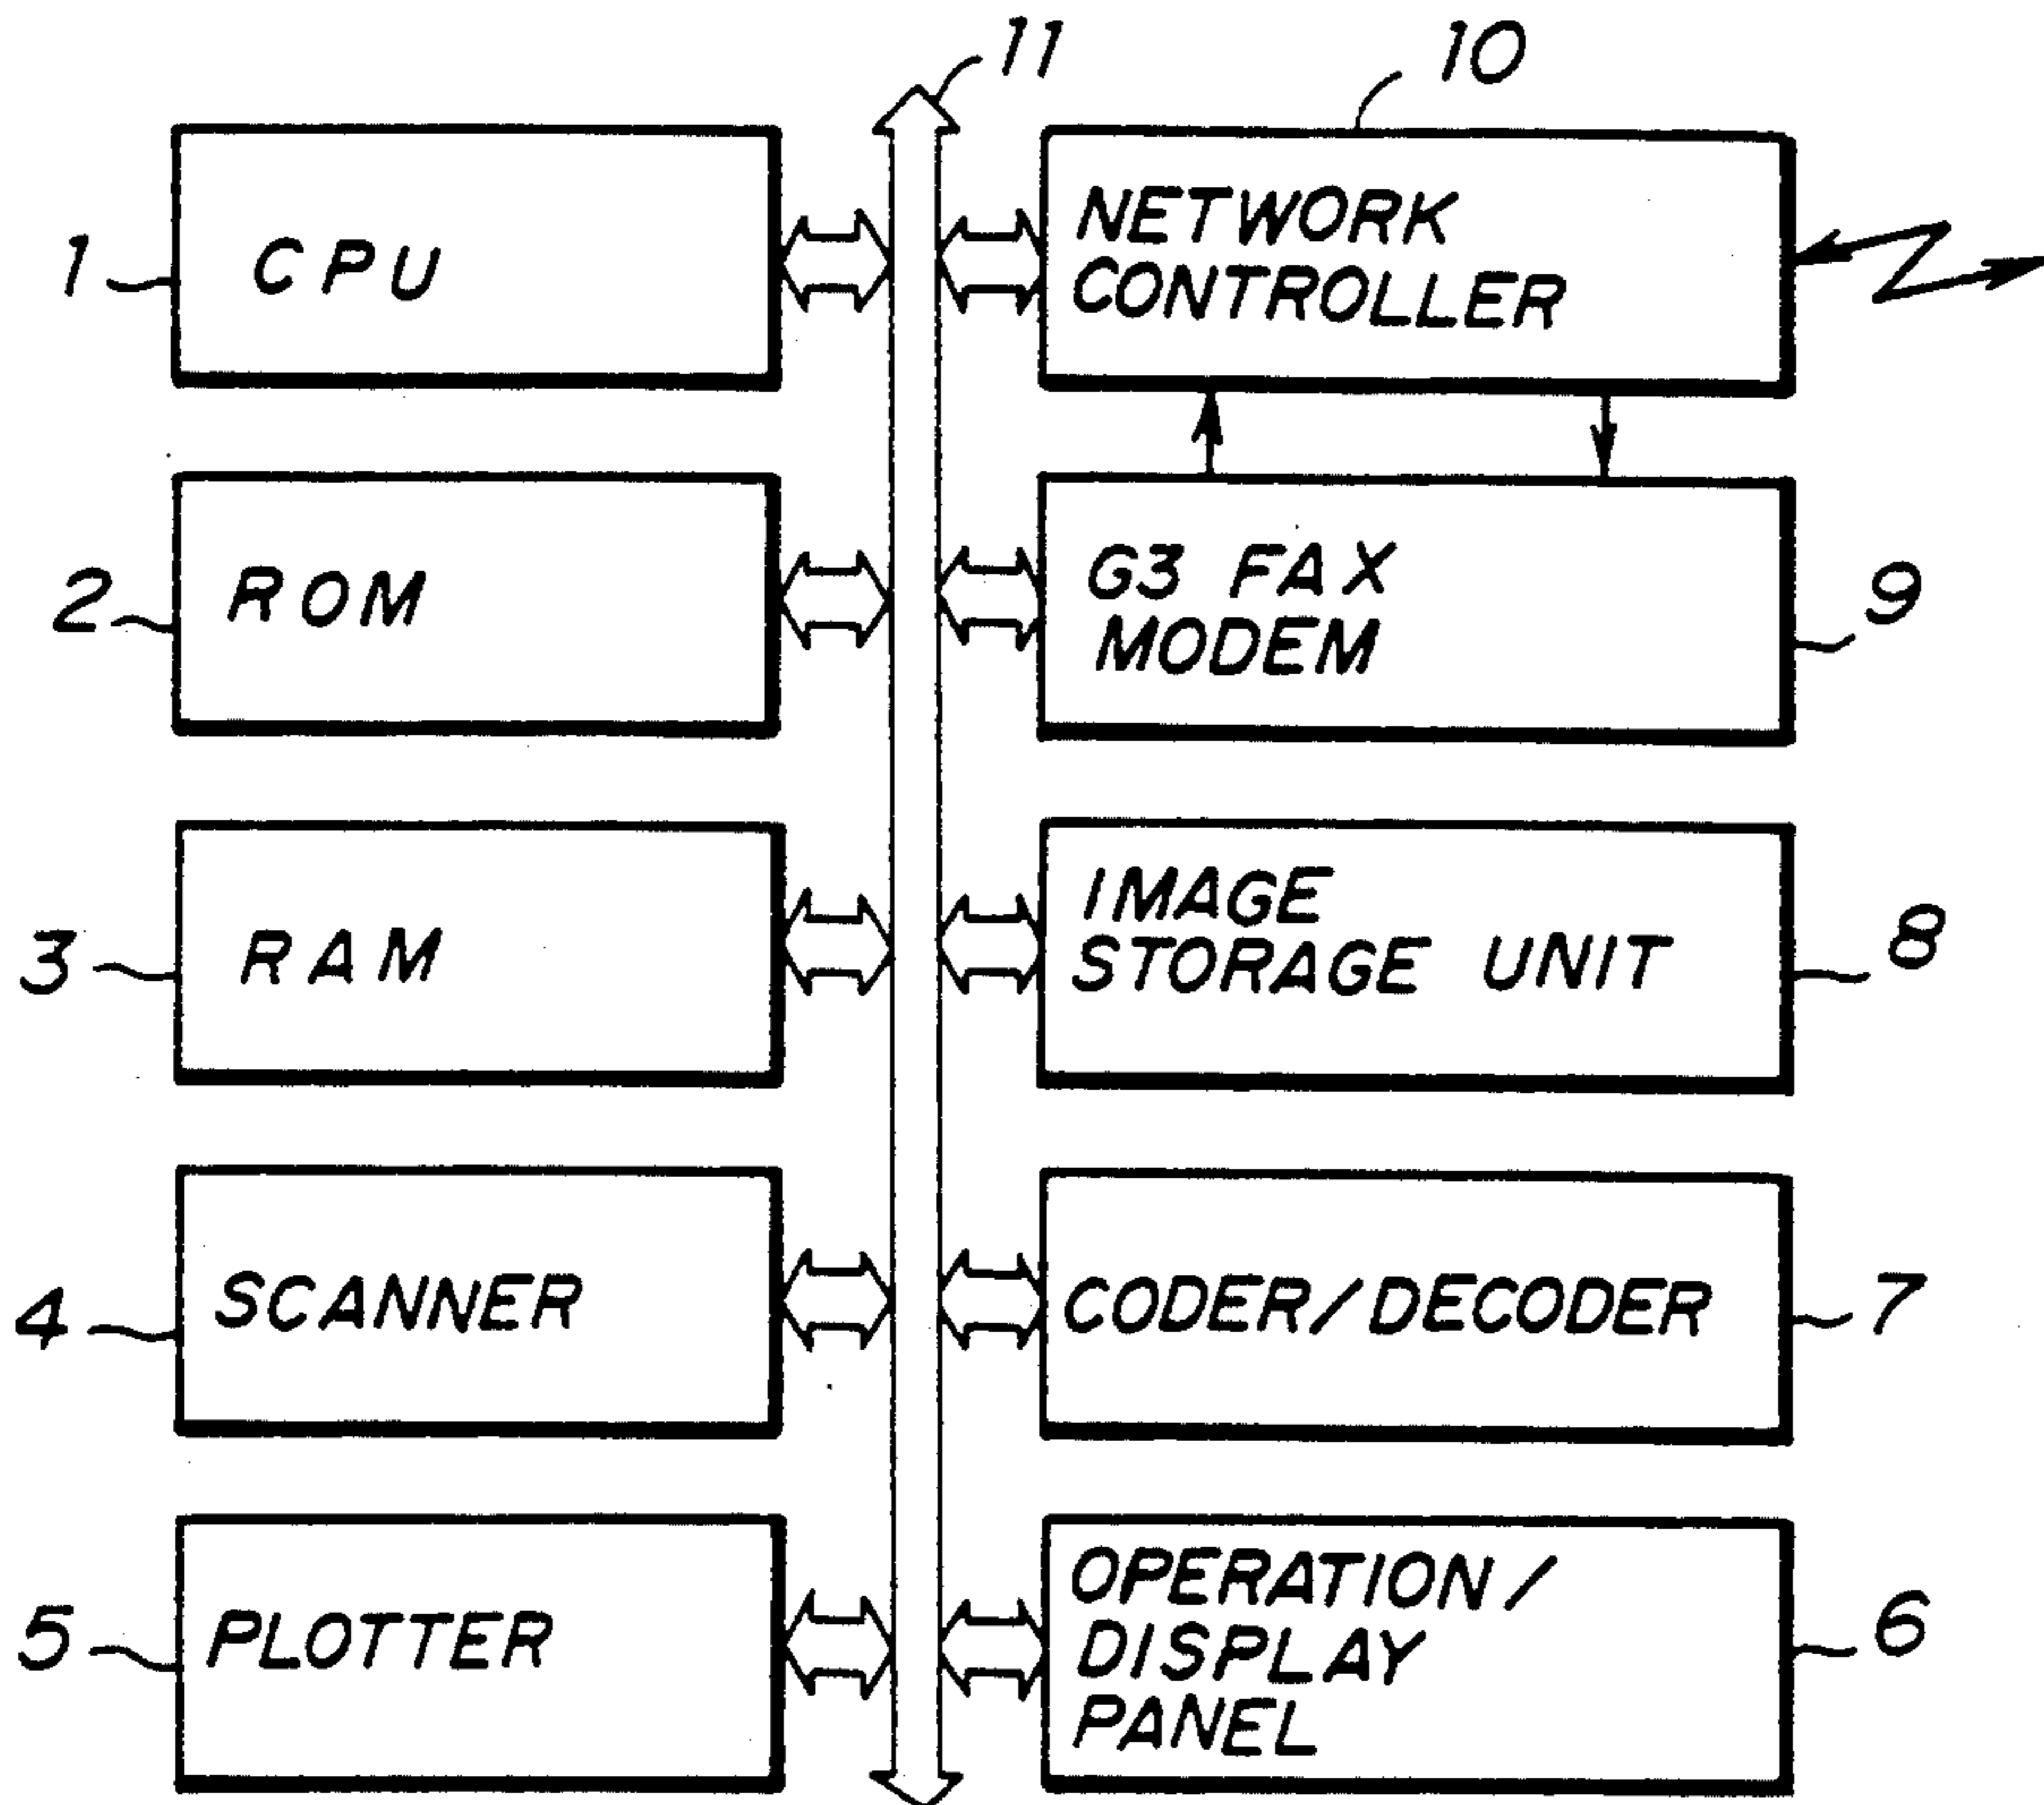 11
10
1
CPU
NETWORK
CONTROLLER
2
ROM
G3 FAX
MODEM
9
3
RAM
IMAGE
STORAGE UNIT
8
4
SCANNER
CODER/DECODER
7
5
PLOTTER
OPERATION/
DISPLAY
PANEL
6